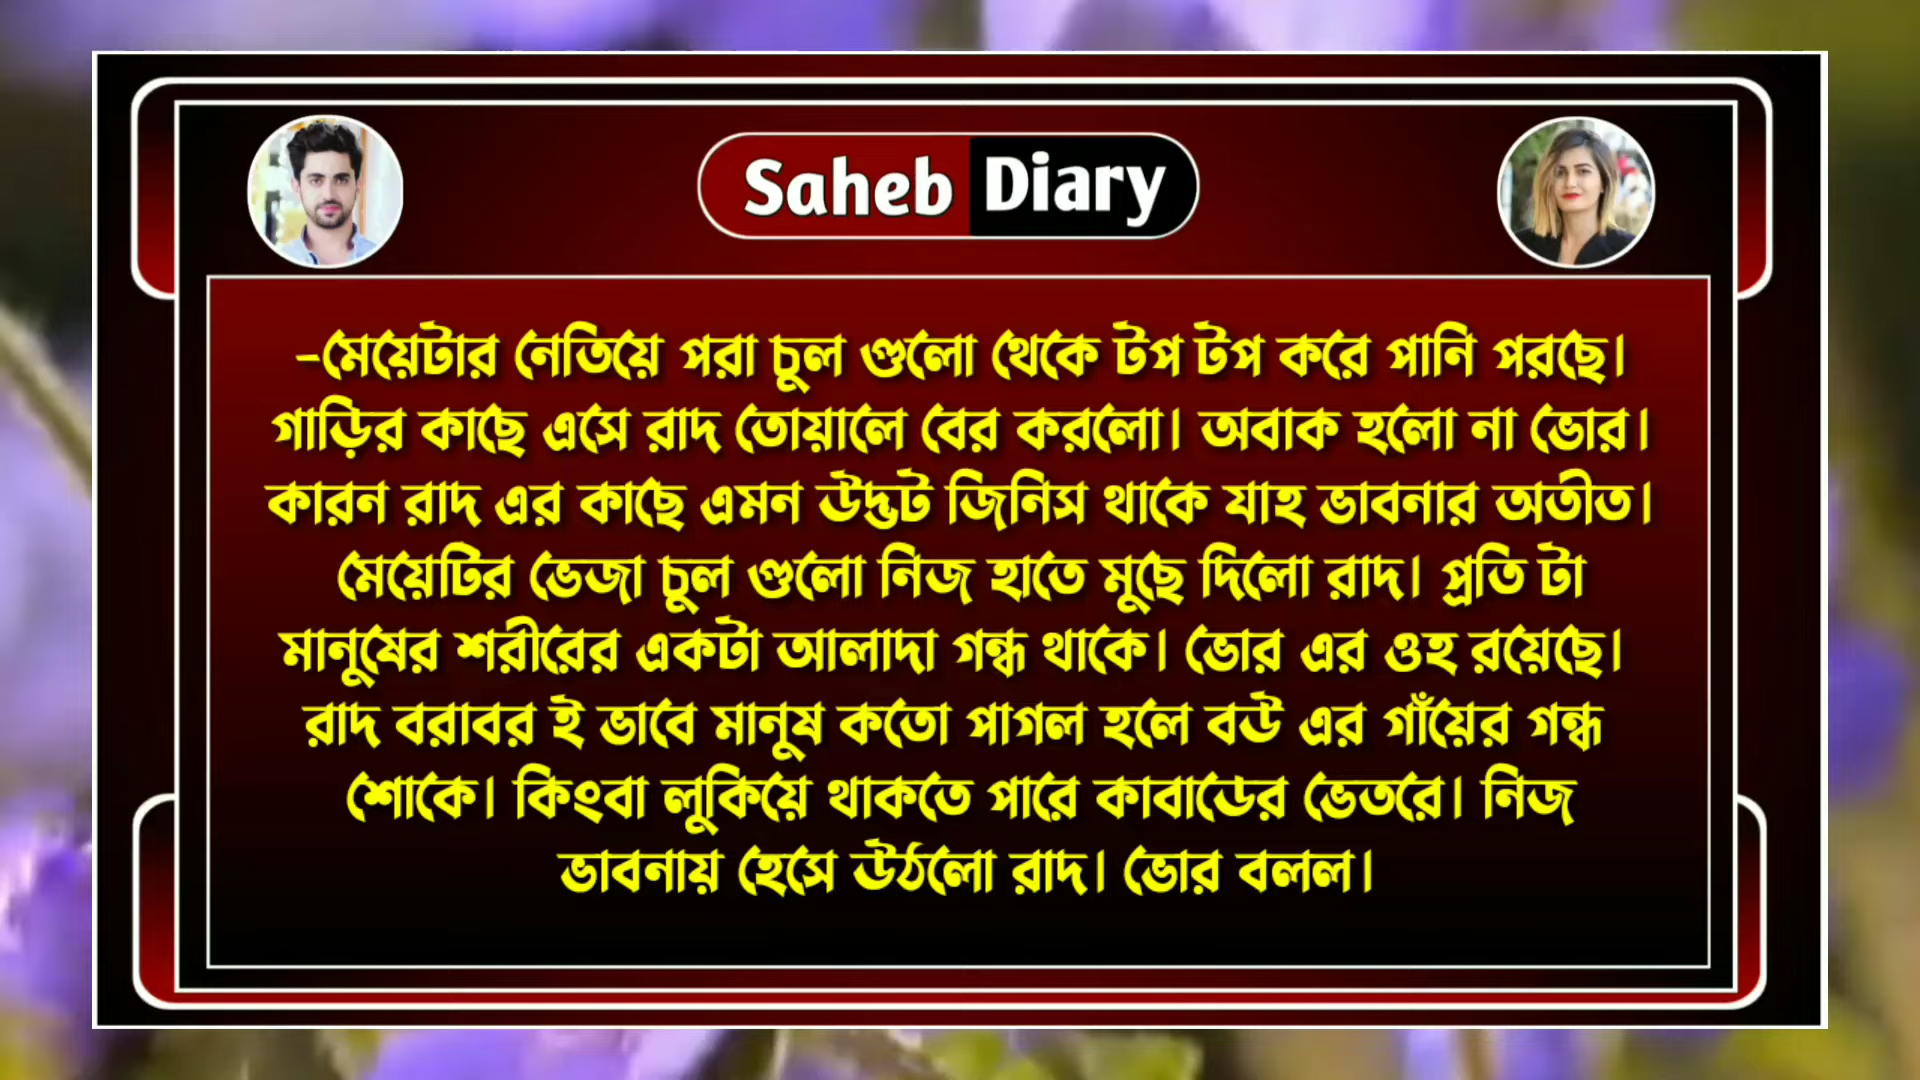 Saheb Diary
-মেয়েটার নেতিয়ে পরা চুল গুলো থেকে টপ টপ করে পানি পরছে।
গাড়ির কাছে এসে রাদ তোয়ালে বের করলো। অবাক হলো না ভোর।
কারন রাদ এর কাছে এমন উদ্ভট জিনিস থাকে যাহ ভাবনার অতীত।
মেয়েটির ভেজা চুল গুলো নিজ হাতে মুছে দিলো রাদ। প্রতি টা
মানুষের শরীরের একটা আলাদা গন্ধ থাকে। ভোর এর ওহ রয়েছে।
রাদ বরাবর ই ভাবে মানুষ কতো পাগল হলে বউ এর গাঁয়ের গন্ধ
শোকে। কিংবা লুকিয়ে থাকতে পারে কাবাডের ভেতরে। নিজ
ভাবনায় হেসে উঠলো রাদ। ভোর বলল।